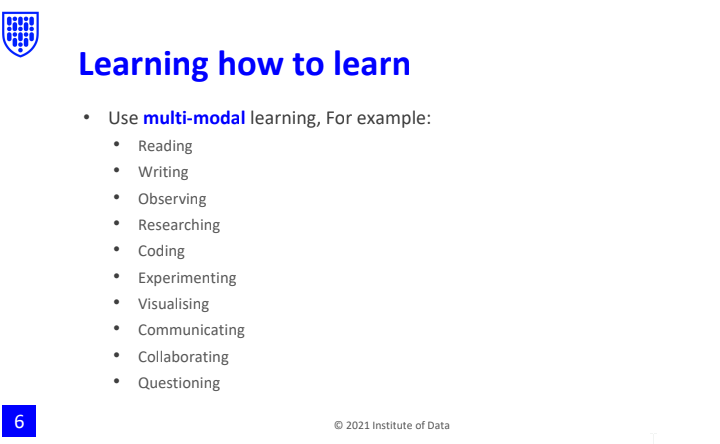 Learning how to learn
• Use multi-modal learning, For example:
• Reading
• Writing
• Observing
• Researching
• Coding
• Experimenting
• Visualising
• Communicating
• Collaborating
• Questioning
6
© 2021 Institute of Data